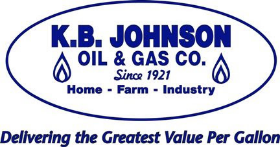 K.B. JOHNSON
OIL & GAS CO.
Since 1921
Home - Farm - Industry
Delivering the Greatest Value Per Gallon